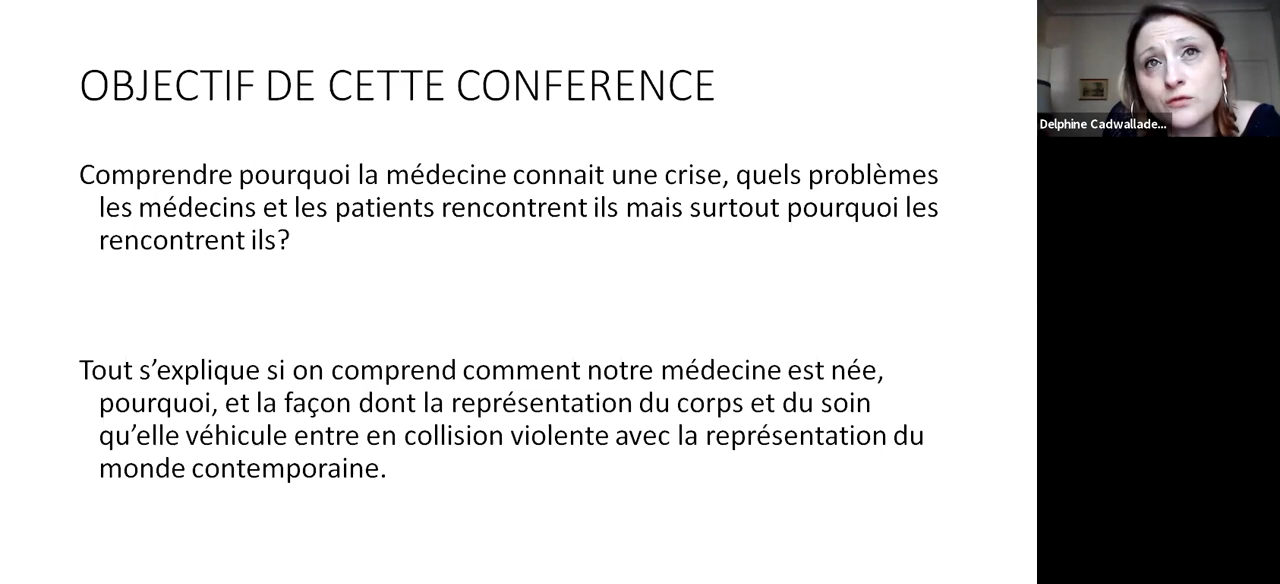 OBJECTIF DE CETTE CONFERENCE
Comprendre pourquoi la médecine connait une crise, quels problèmes
les médecins et les patients rencontrent ils mais surtout pourquoi les
rencontrent ils?
Tout s’explique si on comprend comment notre médecine est née,
pourquoi, et la façon dont la représentation du corps et du soin
qu’elle véhicule entre en collision violente avec la représentation du
monde contemporaine.
Delphine Cadwallade...